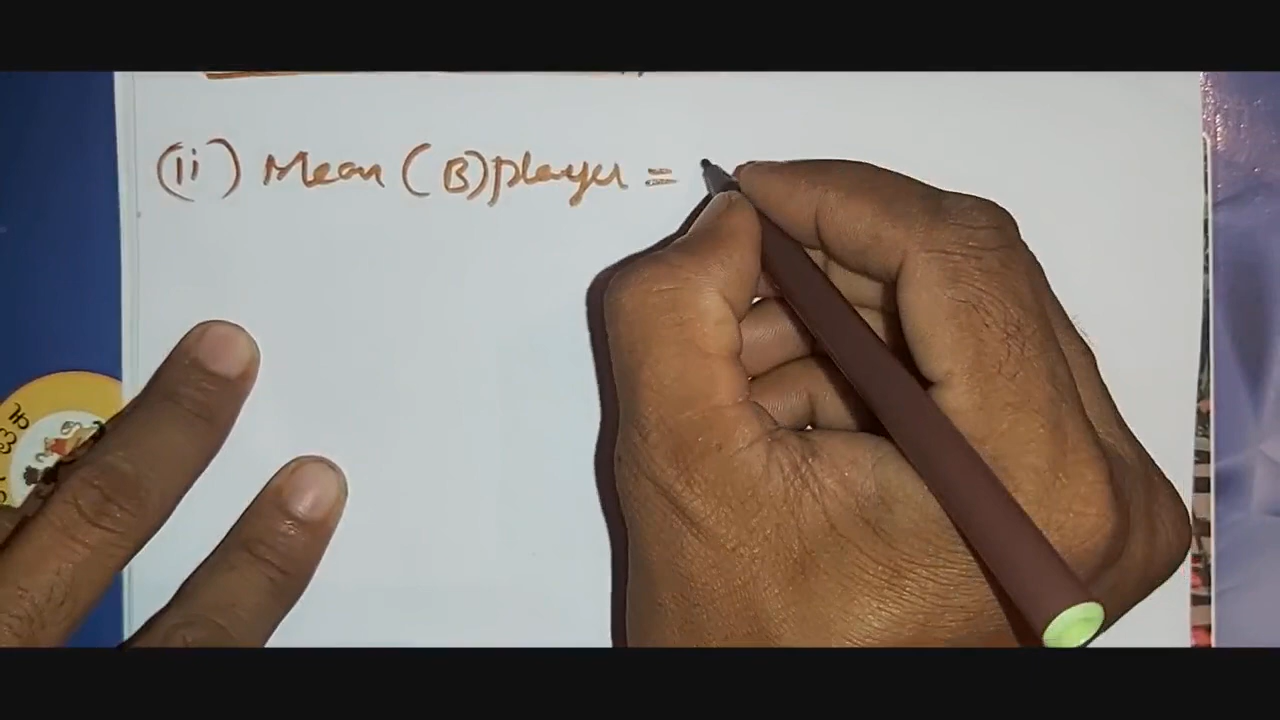 (ii) Mean (B) player =